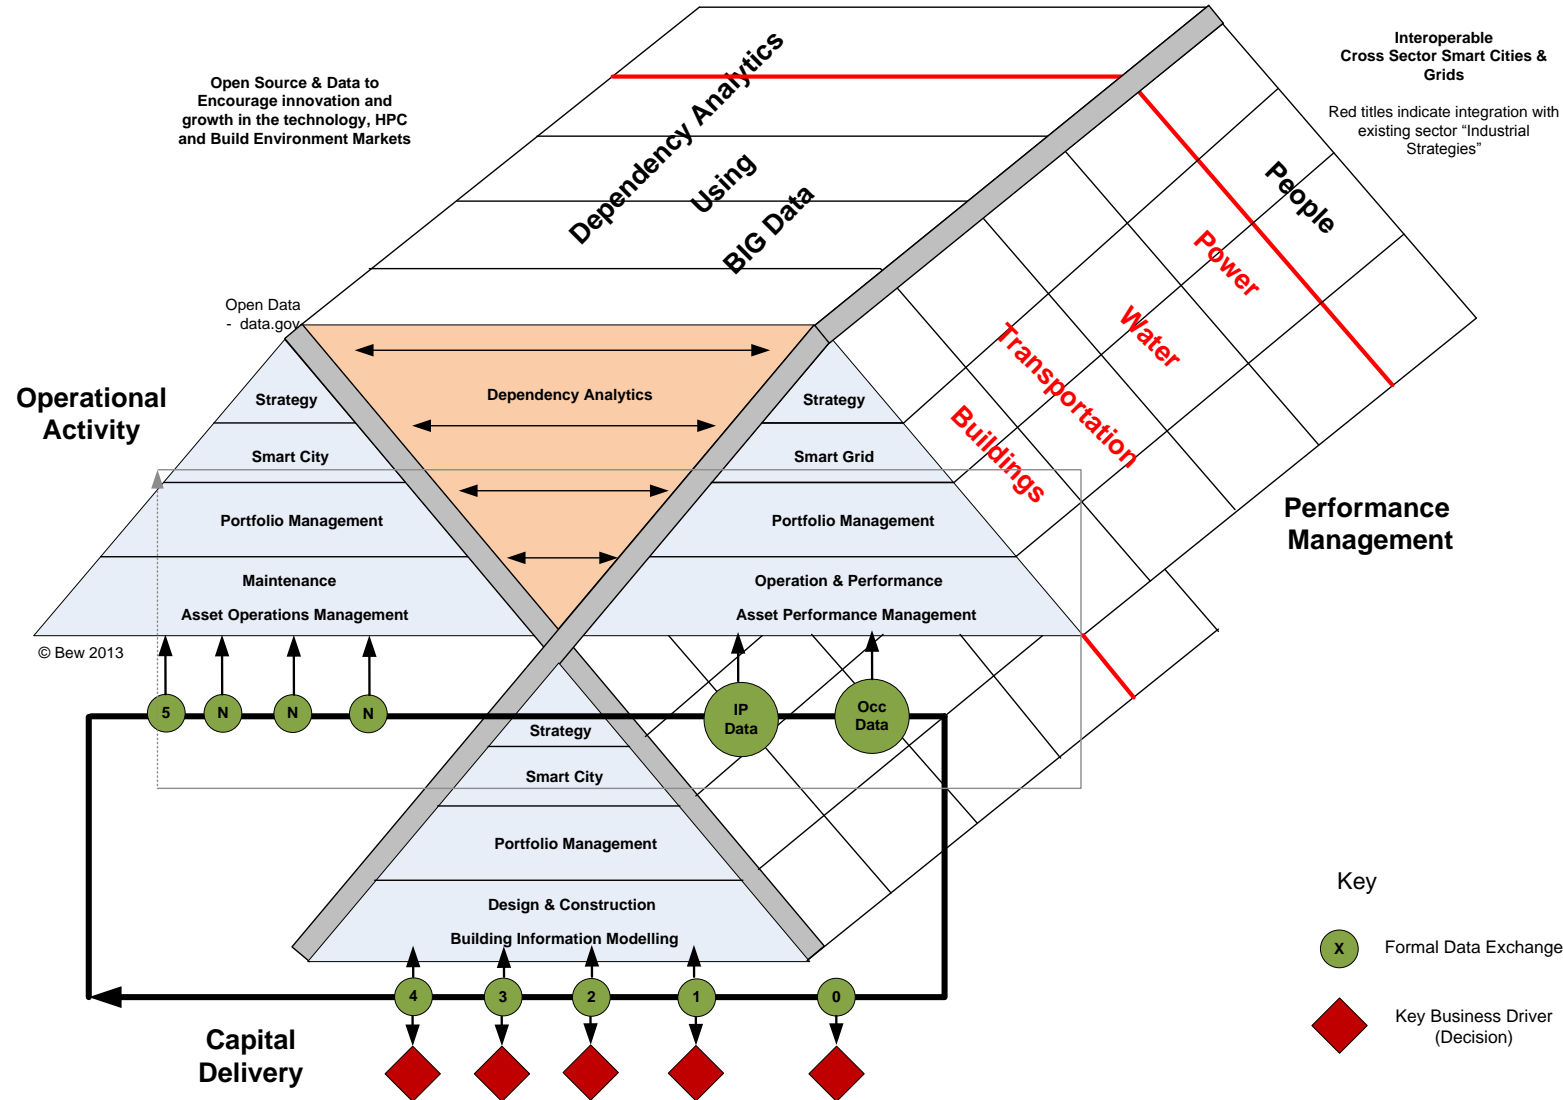 Open Source & Data to
Encourage innovation and
growth in the technology, HPC
and Build Environment Markets
Interoperable
Cross Sector Smart Cities &
Grids
Red titles indicate integration with
existing sector “Industrial
Strategies”
Dependency Analytics
Using
BIG Data
People
Power
Water
Transportation
Buildings
Open Data
- data.gov
Operational
Activity
Performance
Management
Dependency Analytics
Strategy
Smart City
Portfolio Management
Maintenance
Asset Operations Management
Strategy
Smart Grid
Portfolio Management
Operation & Performance
Asset Performance Management
© Bew 2013
5
N
N
N
IP
Data
Occ
Data
Strategy
Smart City
Portfolio Management
Design & Construction
Building Information Modelling
4
3
2
1
0
Capital
Delivery
Key
X
Formal Data Exchange
Key Business Driver
(Decision)